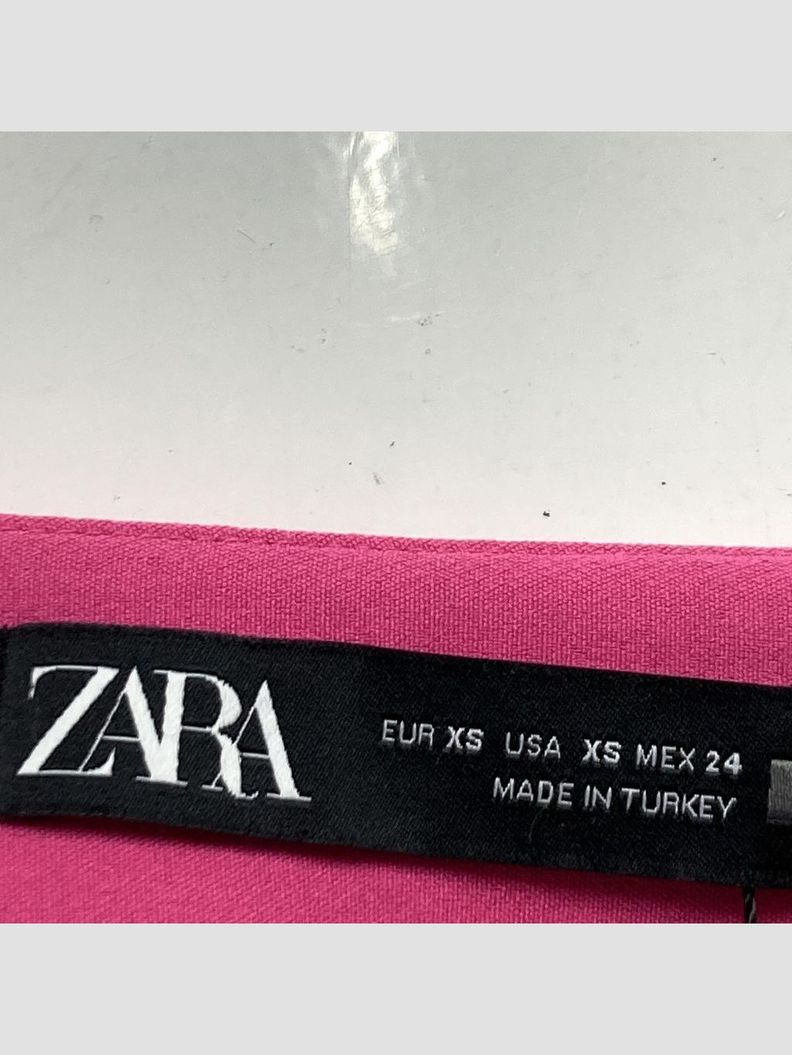 ZARA
EUR XS USA XS MEX 24
MADE IN TURKEY